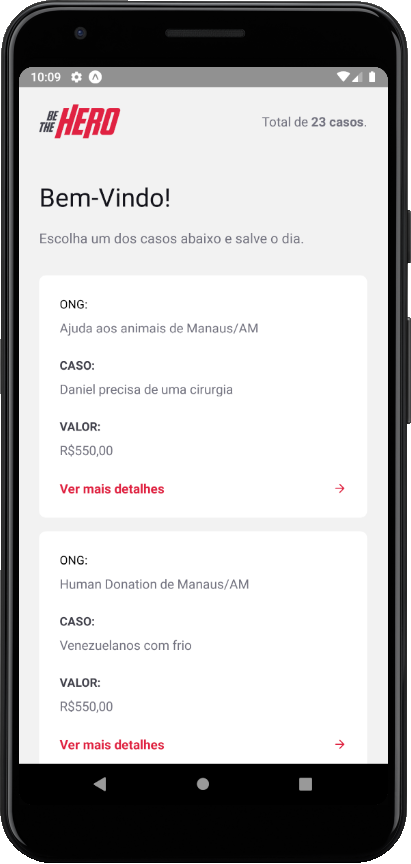 10:09
BE
THE HERO
Total de 23 casos.
Bem-Vindo!
Escolha um dos casos abaixo e salve o dia.
ONG:
Ajuda aos animais de Manaus/AM
CASO:
Daniel precisa de uma cirurgia
VALOR:
R$550,00
Ver mais detalhes
ONG:
Human Donation de Manaus/AM
CASO:
Venezuelanos com frio
VALOR:
R$550,00
Ver mais detalhes